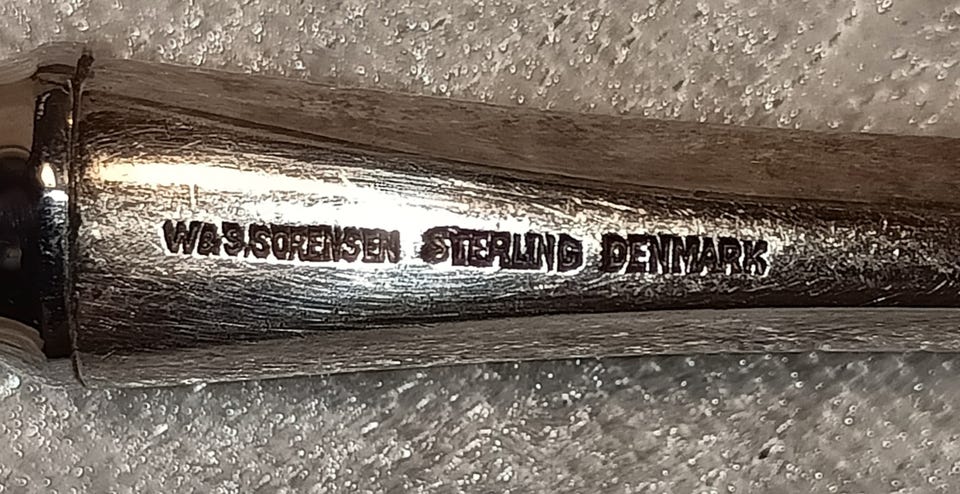 W&S.SORENSEN STERLING DENMARK